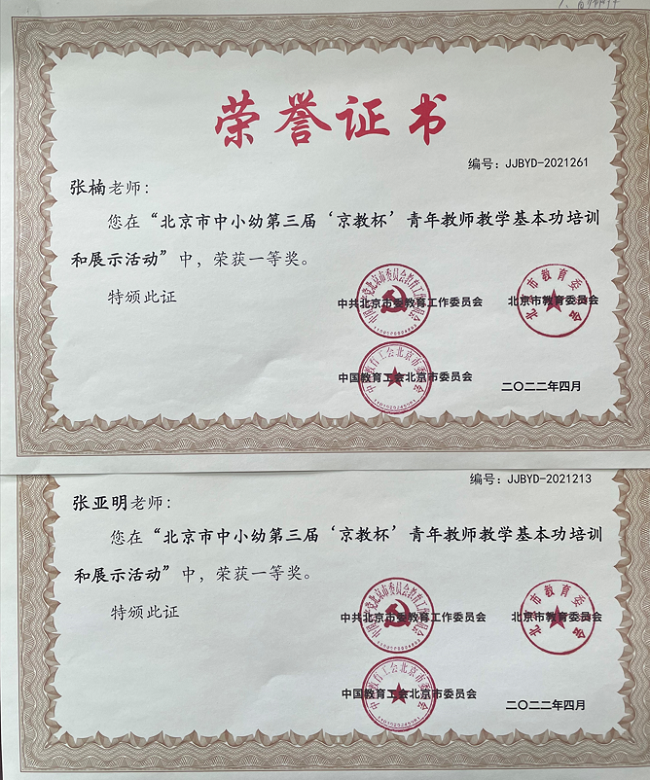 荣誉证书
编号：JJBYD-2021261
张楠老师：
您在“北京市中小幼第三届‘京教杯’青年教师教学基本功培训
和展示活动”中，荣获一等奖。
特颁此证
中共北京市委教育工作委员会 北京市教育委员会
中国教育工会北京市委员会
二〇二二年四月
编号：JJBYD-2021213
张亚明老师：
您在“北京市中小幼第三届‘京教杯’青年教师教学基本功培训
和展示活动”中，荣获一等奖。
特颁此证
中共北京市委教育工作委员会 北京市教育委员会
中国教育工会北京市委员会
二〇二二年四月